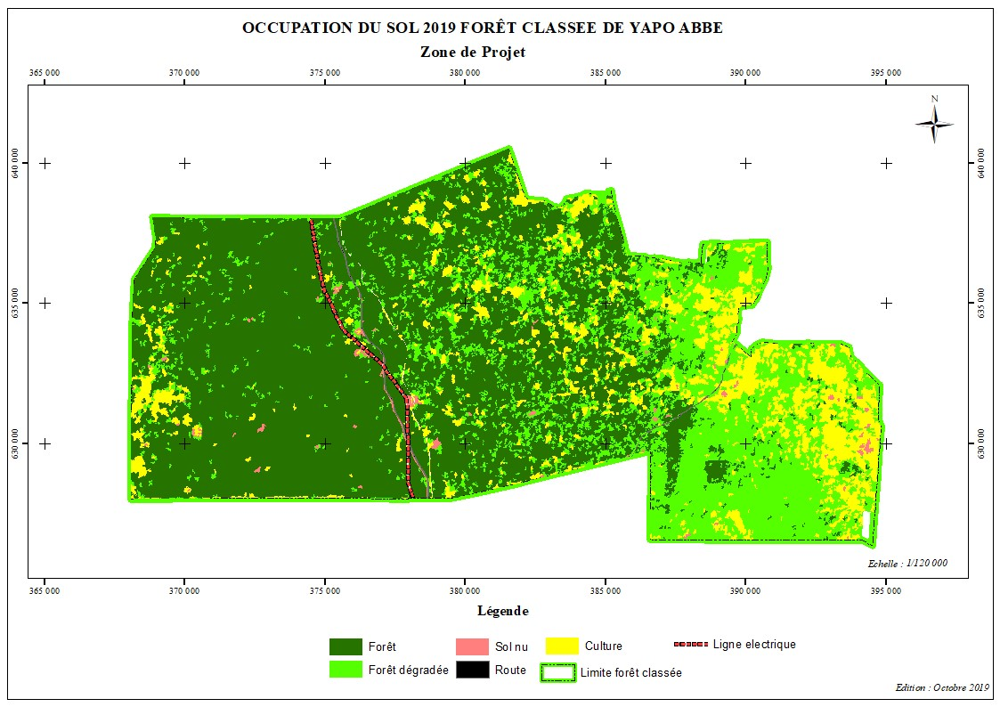 OCCUPATION DU SOL 2019 FORÊT CLASSEE DE YAPO ABBE
Zone de Projet
365 000 370 000 375 000 380 000 385 000 390 000 395 000
N
640 000 640 000
635 000 635 000
630 000 630 000
Echelle : 1/120 000
365 000 370 000 375 000 380 000 385 000 390 000 395 000
Légende
Forêt Sol nu Culture Ligne electrique
Forêt dégradée Route Limite forêt classée
Edition : Octobre 2019